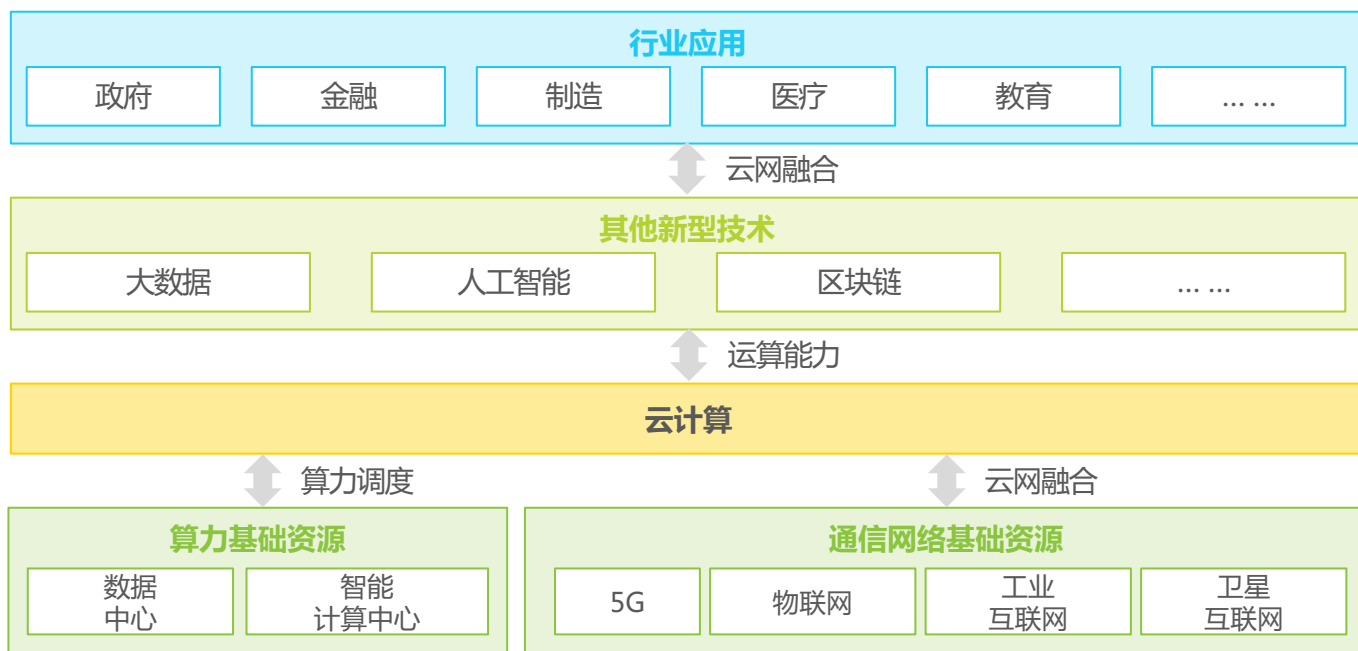 行业应用
政府 金融 制造 医疗 教育 … …
云网融合
其他新型技术
大数据 人工智能 区块链 … …
运算能力
云计算
算力调度 云网融合
算力基础资源 通信网络基础资源
数据 智能 工业 卫星
5G 物联网
中心 计算中心 互联网 互联网